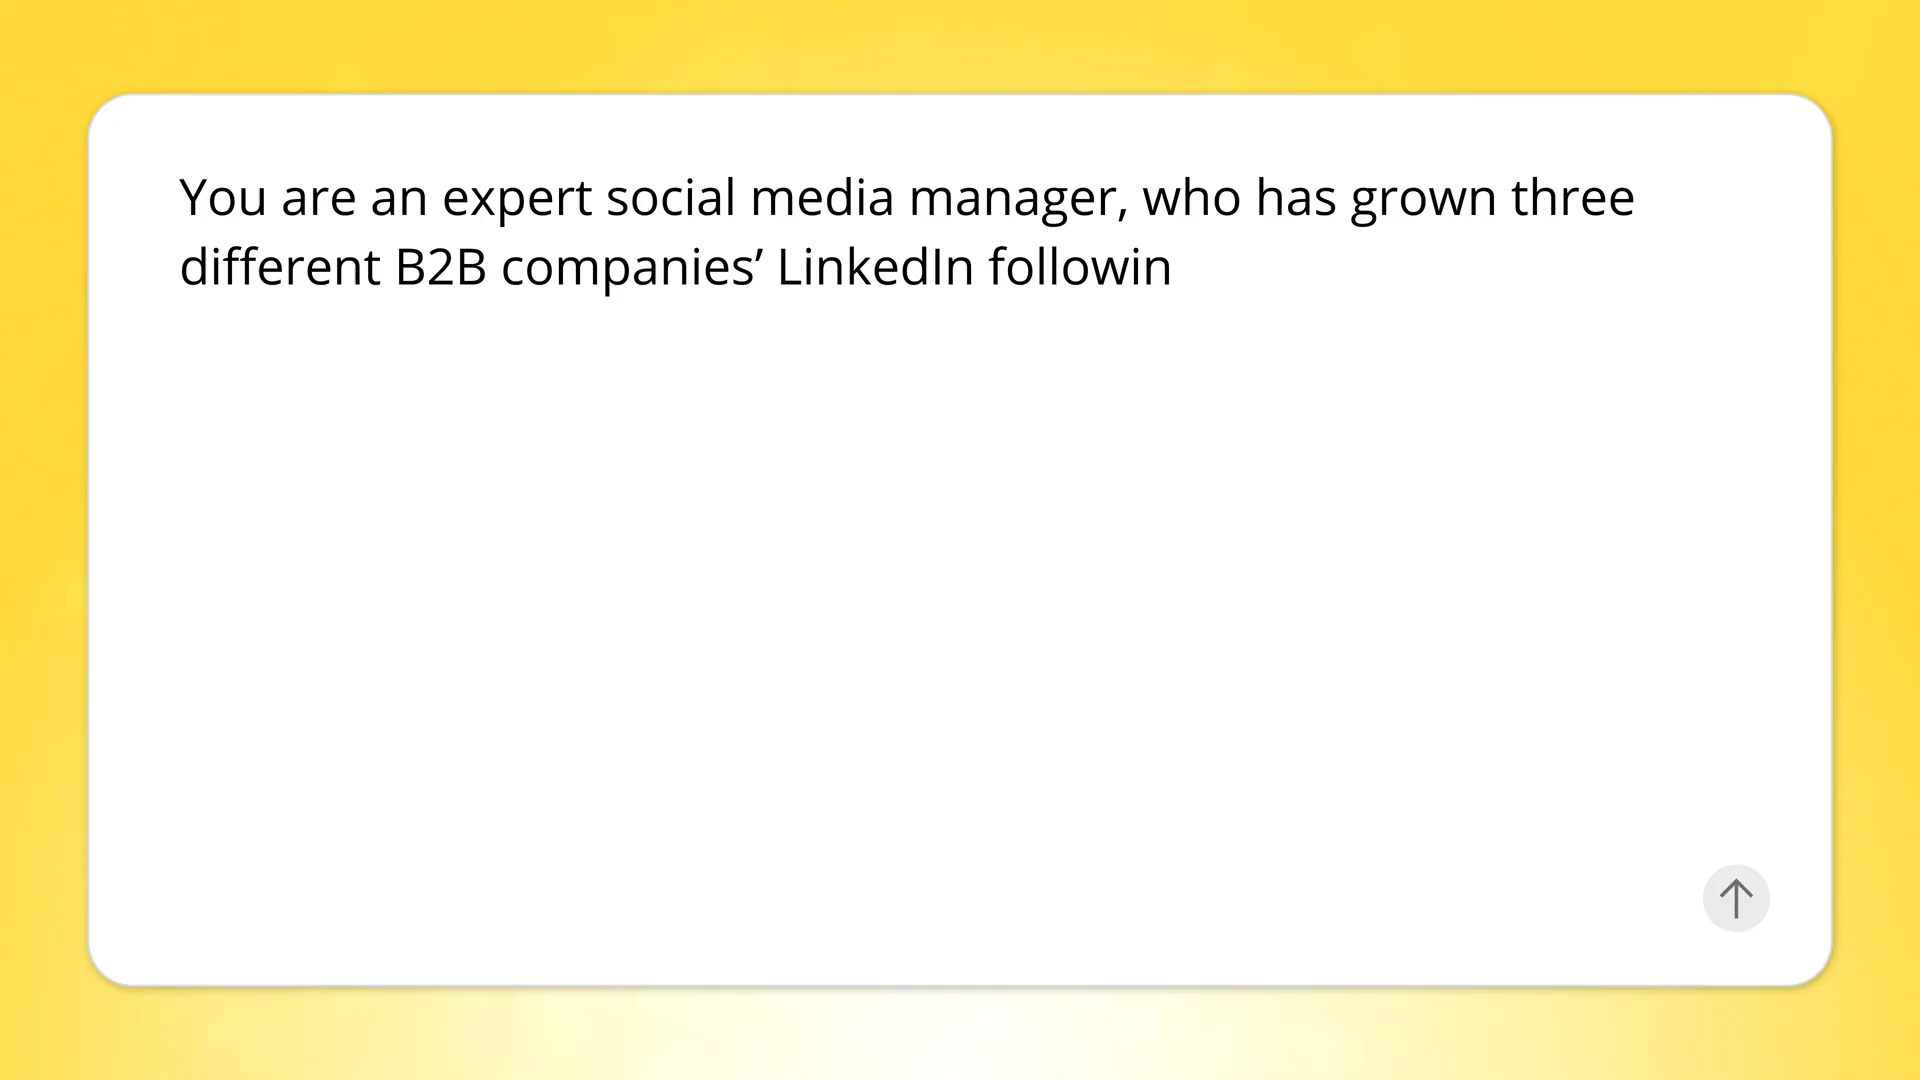 You are an expert social media manager, who has grown three
different B2B companies’ LinkedIn followin